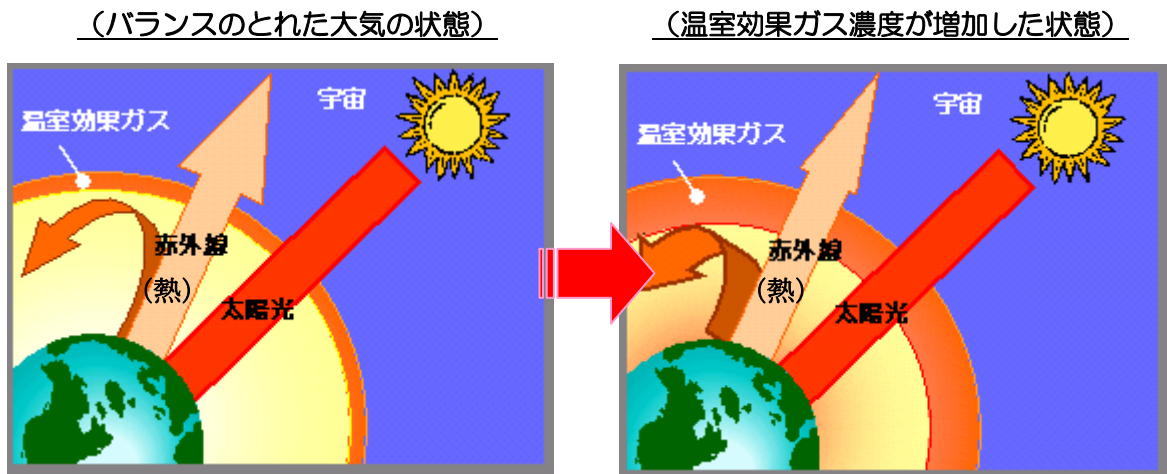 （バランスのとれた大気の状態）
（温室効果ガス濃度が増加した状態）
宇宙
温室効果ガス
赤外線
（熱）
太陽光
宇宙
温室効果ガス
赤外線
（熱）
太陽光